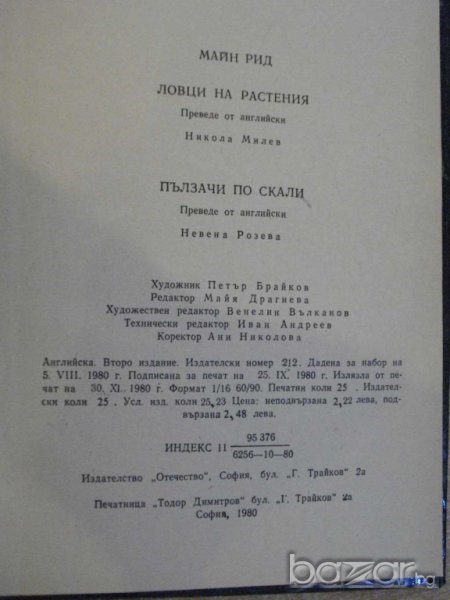 МАЙН РИД
ЛОВЦИ НА РАСТЕНИЯ
Преведе от английски
Никола Милев
ПЪЛЗАЧИ ПО СКАЛИ
Преведе от английски
Невена Розева
Художник Петър Брайков
Редактор Майя Драгнева
Художествен редактор Венелин Вълканов
Технически редактор Иван Андреев
Коректор Ани Николова
Английска. Второ издание. Издателски номер 212. Дадена за набор на
5. VIII. 1980 г. Подписана за печат на 25. IX. 1980 г. Излязла от пе-
чат на 30. XI. 1980 г. Формат 1/16 60/90. Печатни коли 25 . Издател-
ски коли 25 . Усл. изд. коли 25,23 Цена: неподвързана 2,22 лева, под-
вързана 2,48 лева.
95 376
ИНДЕКС 11
6256—10—80
Издателство „Отечество", София, бул. „Г. Трайков" 2а
Печатница „Тодор Димитров" бул. „Г. Трайков" 2а
София, 1980
bazar.bg